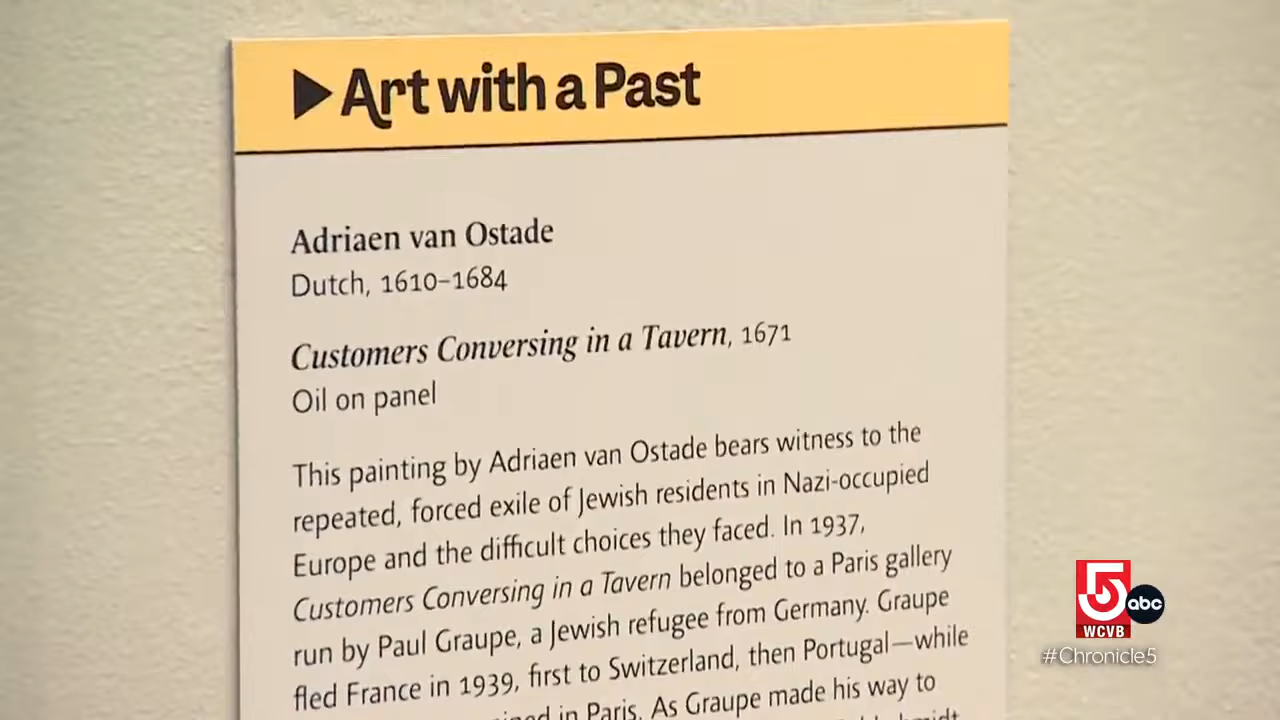 Art with a Past
Adriaen van Ostade
Dutch, 1610–1684
Customers Conversing in a Tavern, 1671
Oil on panel
This painting by Adriaen van Ostade bears witness to the
repeated, forced exile of Jewish residents in Nazi-occupied
Europe and the difficult choices they faced. In 1937,
Customers Conversing in a Tavern belonged to a Paris gallery
run by Paul Graupe, a Jewish refugee from Germany. Graupe
fled France in 1939, first to Switzerland, then Portugal—while
in Paris. As Graupe made his way to
5 abc
WCVB
#Chronicle5